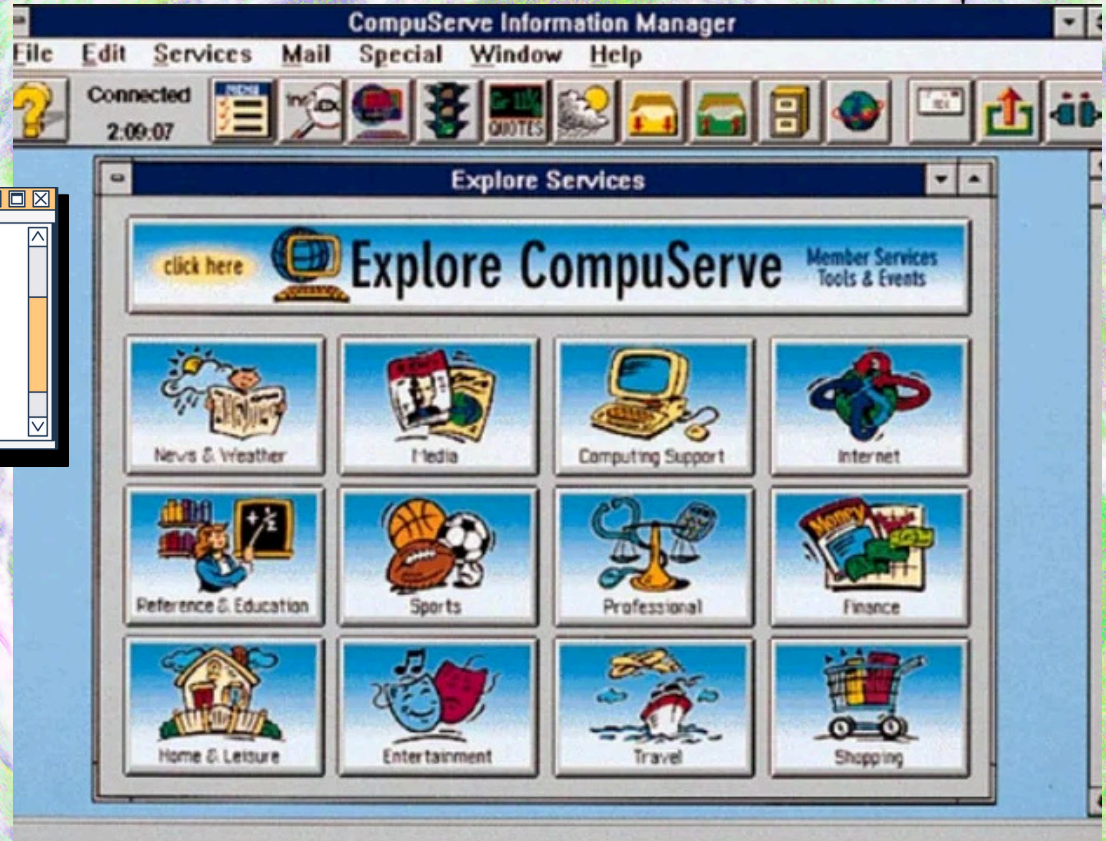 CompuServe Information Manager
File Edit Services Mail Special Window Help
Connected
2:09:07
MENU
QUOTES
Explore Services
click here
Explore CompuServe
Member Services
Tools & Events
News & Weather
Media
Computing Support
Internet
Reference & Education
Sports
Professional
Finance
Home & Leisure
Entertainment
Travel
Shopping